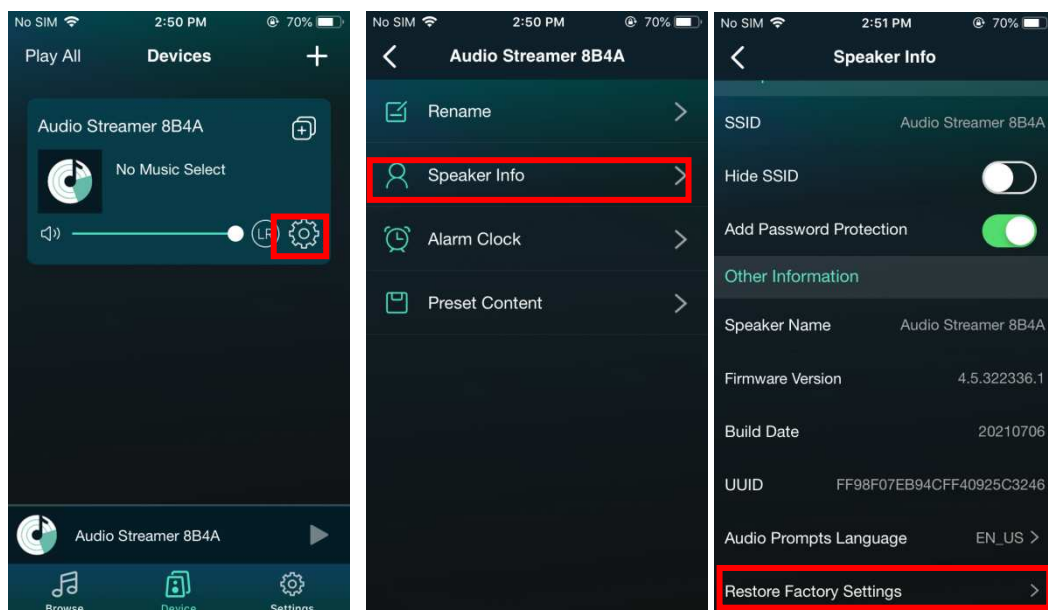 No SIM 2:50 PM 70%
Play All Devices +
Audio Streamer 8B4A
No Music Select
LR
Audio Streamer 8B4A
Browse Device Settings
No SIM 2:50 PM 70%
Audio Streamer 8B4A
Rename
Speaker Info
Alarm Clock
Preset Content
No SIM 2:51 PM 70%
Speaker Info
SSID Audio Streamer 8B4A
Hide SSID
Add Password Protection
Other Information
Speaker Name Audio Streamer 8B4A
Firmware Version 4.5.322336.1
Build Date 20210706
UUID FF98F07EB94CFF40925C3246
Audio Prompts Language EN_US >
Restore Factory Settings >